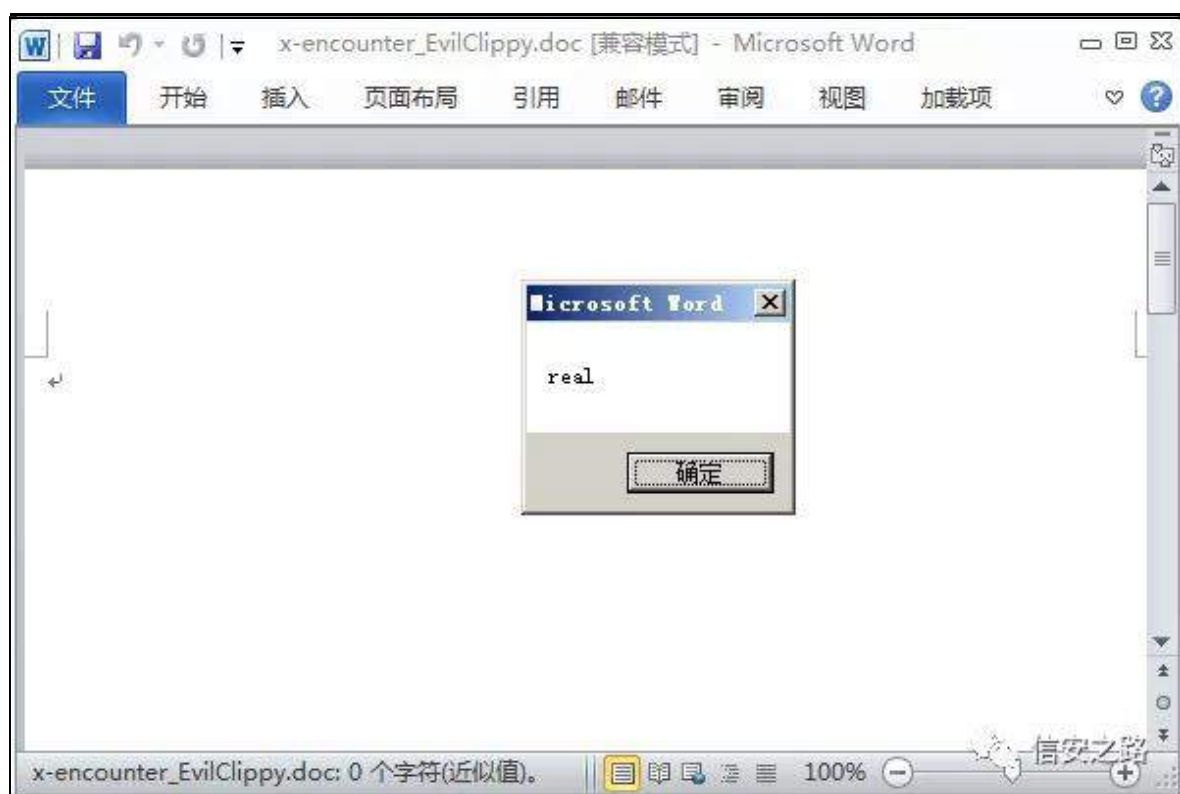 x-encounter_EvilClippy.doc [兼容模式] - Microsoft Word
文件 开始 插入 页面布局 引用 邮件 审阅 视图 加载项
Microsoft Word
real
确定
信安之路
x-encounter_EvilClippy.doc: 0 个字符(近似值)。 100%